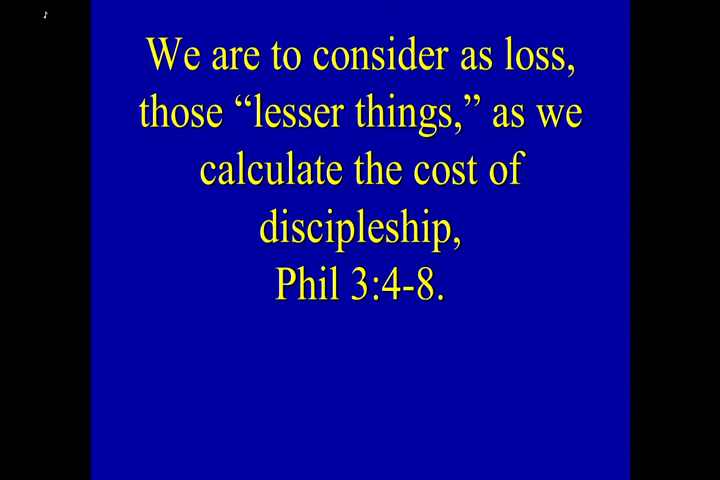 We are to consider as loss,
those “lesser things,” as we
calculate the cost of
discipleship,
Phil 3:4-8.